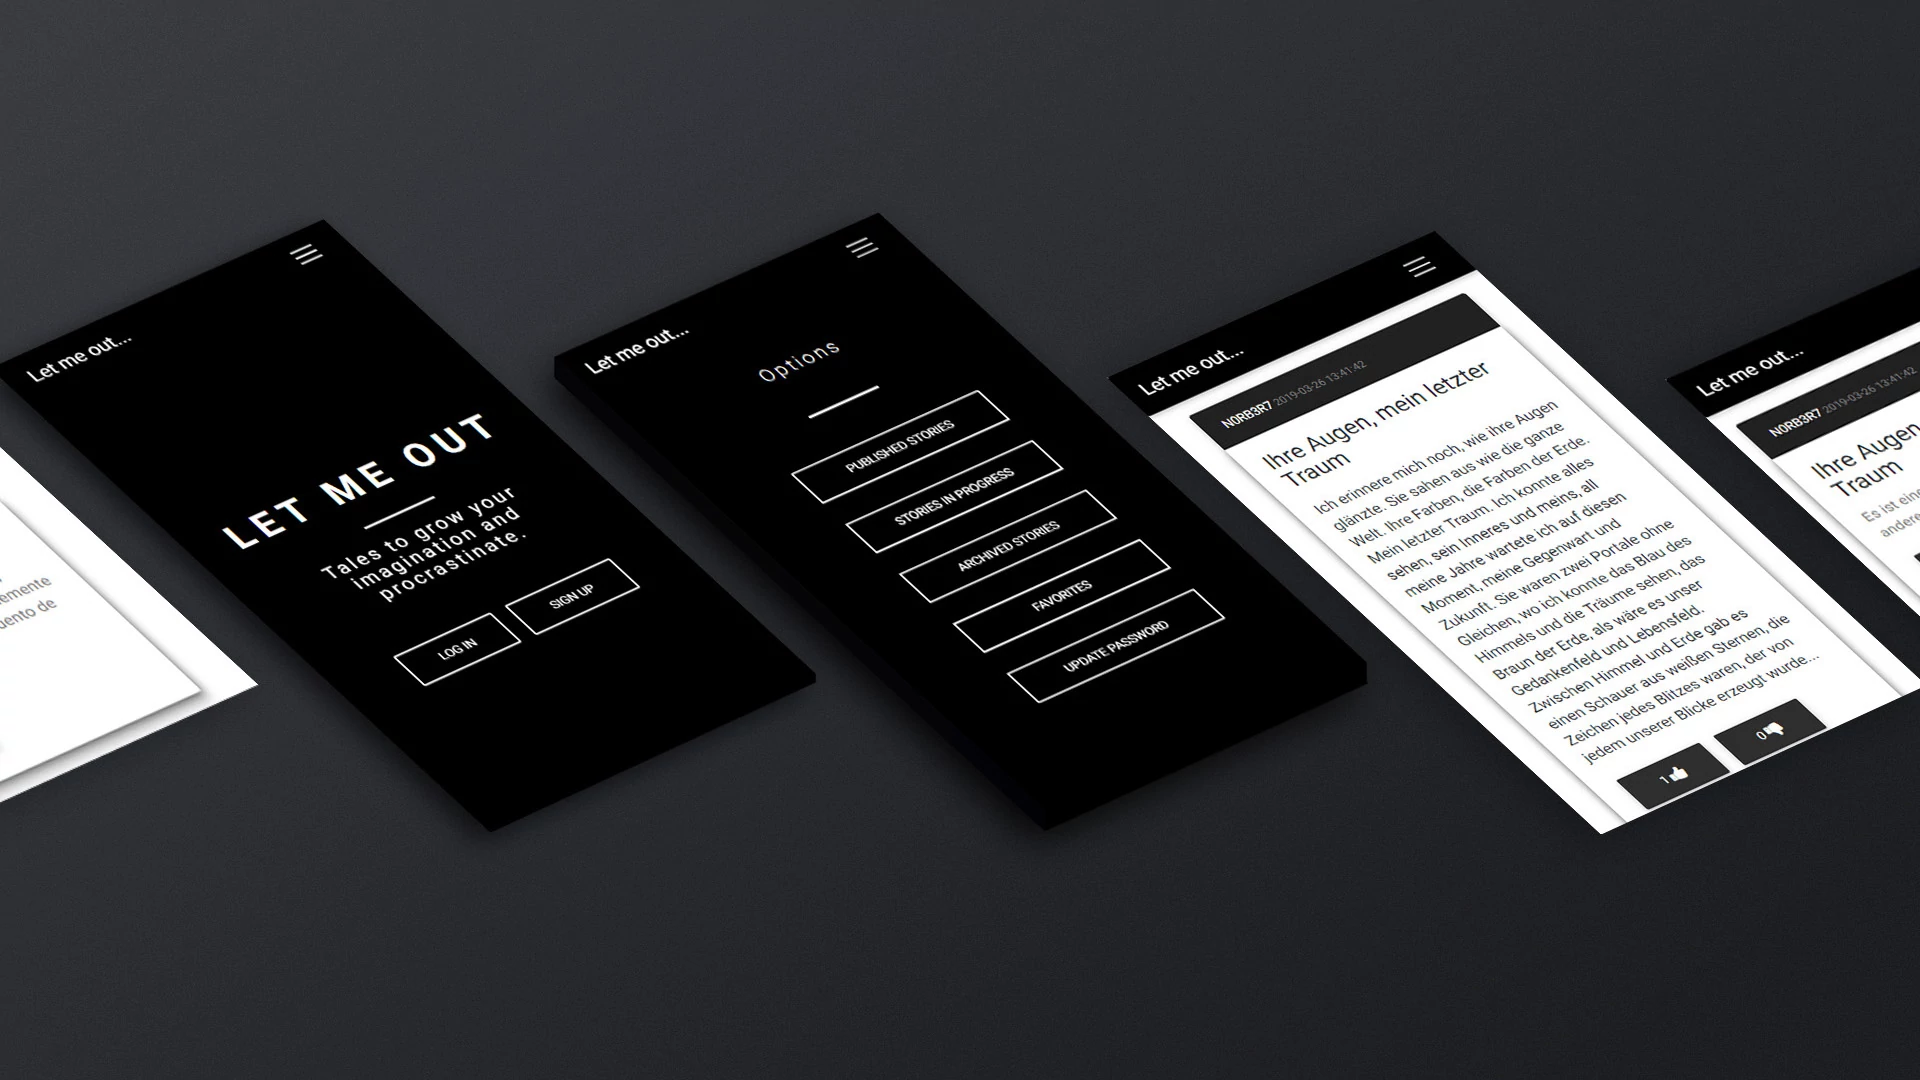 emente
uento de
Let me out...
LET ME OUT
Tales to grow your
imagination and
procrastinate.
LOG IN
SIGN UP
Let me out...
Options
PUBLISHED STORIES
STORIES IN PROGRESS
ARCHIVED STORIES
FAVORITES
UPDATE PASSWORD
Let me out...
N0RB3R7 2019-03-26 13:41:42
Ihre Augen, mein letzter
Traum
Ich erinnere mich noch, wie ihre Augen
glänzte. Sie sahen aus wie die ganze
Welt. Ihre Farben, die Farben der Erde.
Mein letzter Traum. Ich konnte alles
sehen, sein Inneres und meins, all
meine Jahre wartete ich auf diesen
Moment, meine Gegenwart und
Zukunft. Sie waren zwei Portale ohne
Gleichen, wo ich konnte das Blau des
Himmels und die Träume sehen, das
Braun der Erde, als wäre es unser
Gedankenfeld und Lebensfeld.
Zwischen Himmel und Erde gab es
einen Schauer aus weißen Sternen, die
Zeichen jedes Blitzes waren, der von
jedem unserer Blicke erzeugt wurde...
1
0
Let me out...
N0RB3R7 2019-03-26 13:41:42
Ihre Augen
Traum
Es ist eine
andere